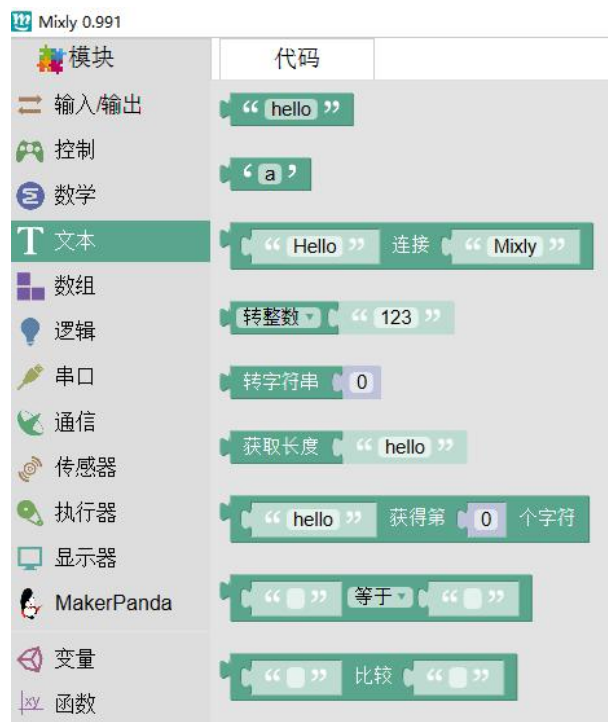 Mixly 0.991
模块
代码
输入/输出
控制
数学
文本
数组
逻辑
串口
通信
传感器
执行器
显示器
MakerPanda
变量
xy 函数
“ hello ”
‘ a ’
“ Hello ” 连接 “ Mixly ”
转整数 “ 123 ”
转字符串 0
获取长度 “ hello ”
“ hello ” 获得第 0 个字符
“ ” 等于 “ ”
“ ” 比较 “ ”